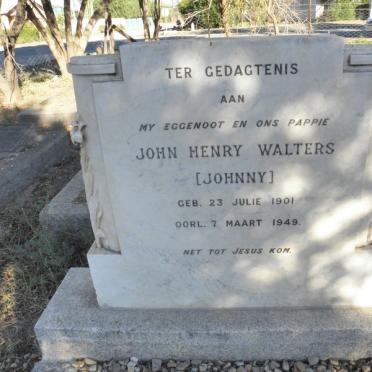 TER GEDAGTENIS
AAN
MY EGGENOOT EN ONS PAPPIE
JOHN HENRY WALTERS
[JOHNNY]
GEB. 23 JULIE 1901
OORL. 7 MAART 1949.
NET TOT JESUS KOM.